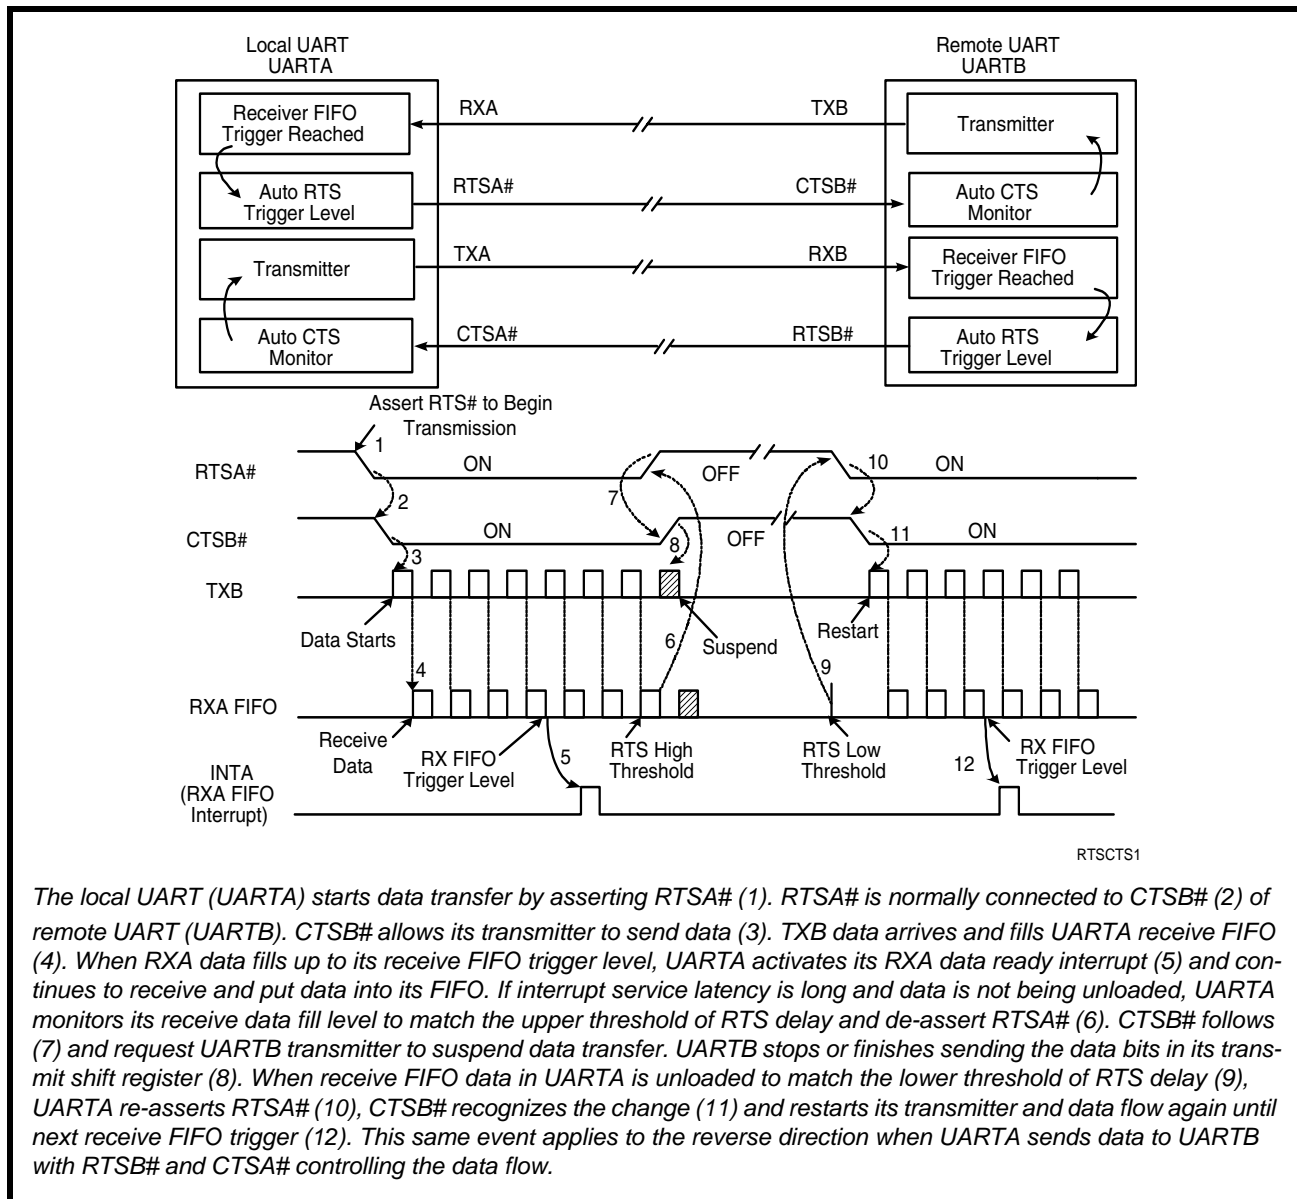 Local UART
UARTA
Remote UART
UARTB
Receiver FIFO
Trigger Reached
RXA
TXB
Transmitter
Auto RTS
Trigger Level
RTSA#
CTSB#
Auto CTS
Monitor
Transmitter
TXA
RXB
Receiver FIFO
Trigger Reached
Auto CTS
Monitor
CTSA#
RTSB#
Auto RTS
Trigger Level
Assert RTS# to Begin
Transmission
1
RTSA#
ON
OFF
10
ON
2
7
CTSB#
ON
OFF
ON
3
8
11
TXB
Data Starts
6
Suspend
Restart
4
9
RXA FIFO
Receive
Data
RX FIFO
Trigger Level
5
RTS High
Threshold
RTS Low
Threshold
12
RX FIFO
Trigger Level
INTA
(RXA FIFO
Interrupt)
RTSCTS1
The local UART (UARTA) starts data transfer by asserting RTSA# (1). RTSA# is normally connected to CTSB# (2) of
remote UART (UARTB). CTSB# allows its transmitter to send data (3). TXB data arrives and fills UARTA receive FIFO
(4). When RXA data fills up to its receive FIFO trigger level, UARTA activates its RXA data ready interrupt (5) and con-
tinues to receive and put data into its FIFO. If interrupt service latency is long and data is not being unloaded, UARTA
monitors its receive data fill level to match the upper threshold of RTS delay and de-assert RTSA# (6). CTSB# follows
(7) and request UARTB transmitter to suspend data transfer. UARTB stops or finishes sending the data bits in its trans-
mit shift register (8). When receive FIFO data in UARTA is unloaded to match the lower threshold of RTS delay (9),
UARTA re-asserts RTSA# (10), CTSB# recognizes the change (11) and restarts its transmitter and data flow again until
next receive FIFO trigger (12). This same event applies to the reverse direction when UARTA sends data to UARTB
with RTSB# and CTSA# controlling the data flow.